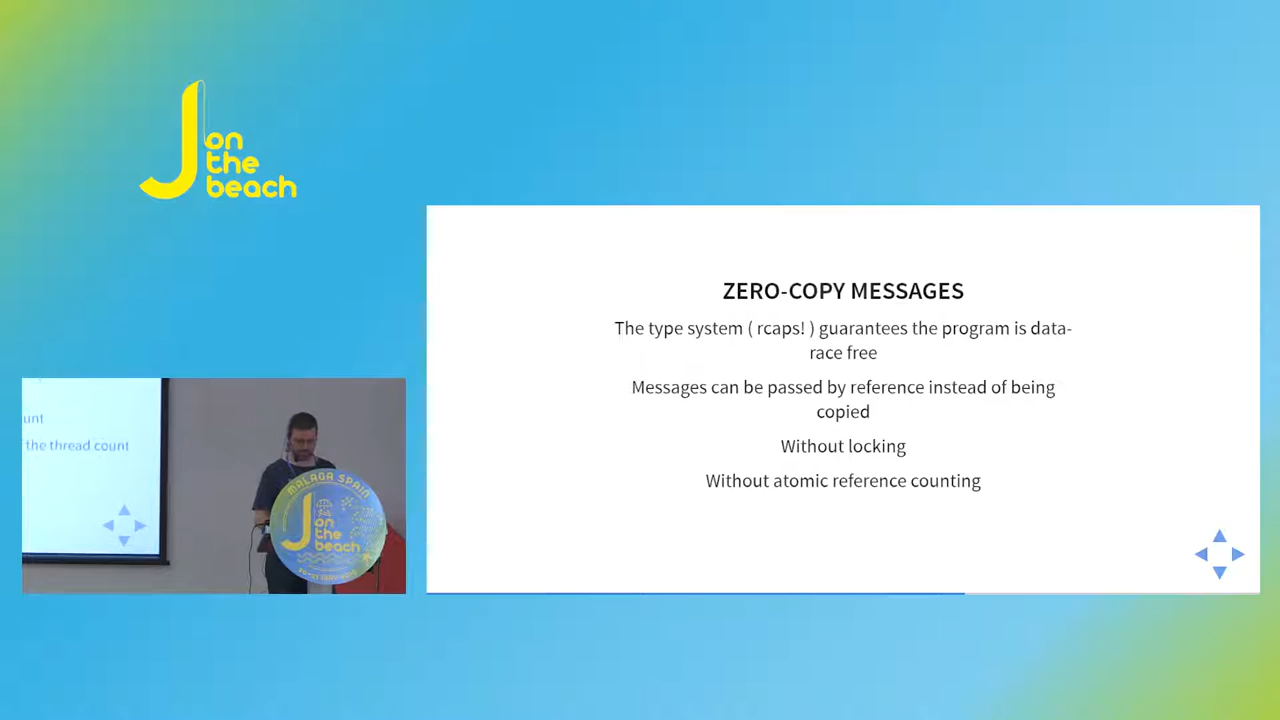 J on
the
beach
ZERO-COPY MESSAGES
The type system ( rcaps! ) guarantees the program is data-
race free
Messages can be passed by reference instead of being
copied
Without locking
Without atomic reference counting
unt
the thread count
MALAGA SPAIN
J on
the
beach